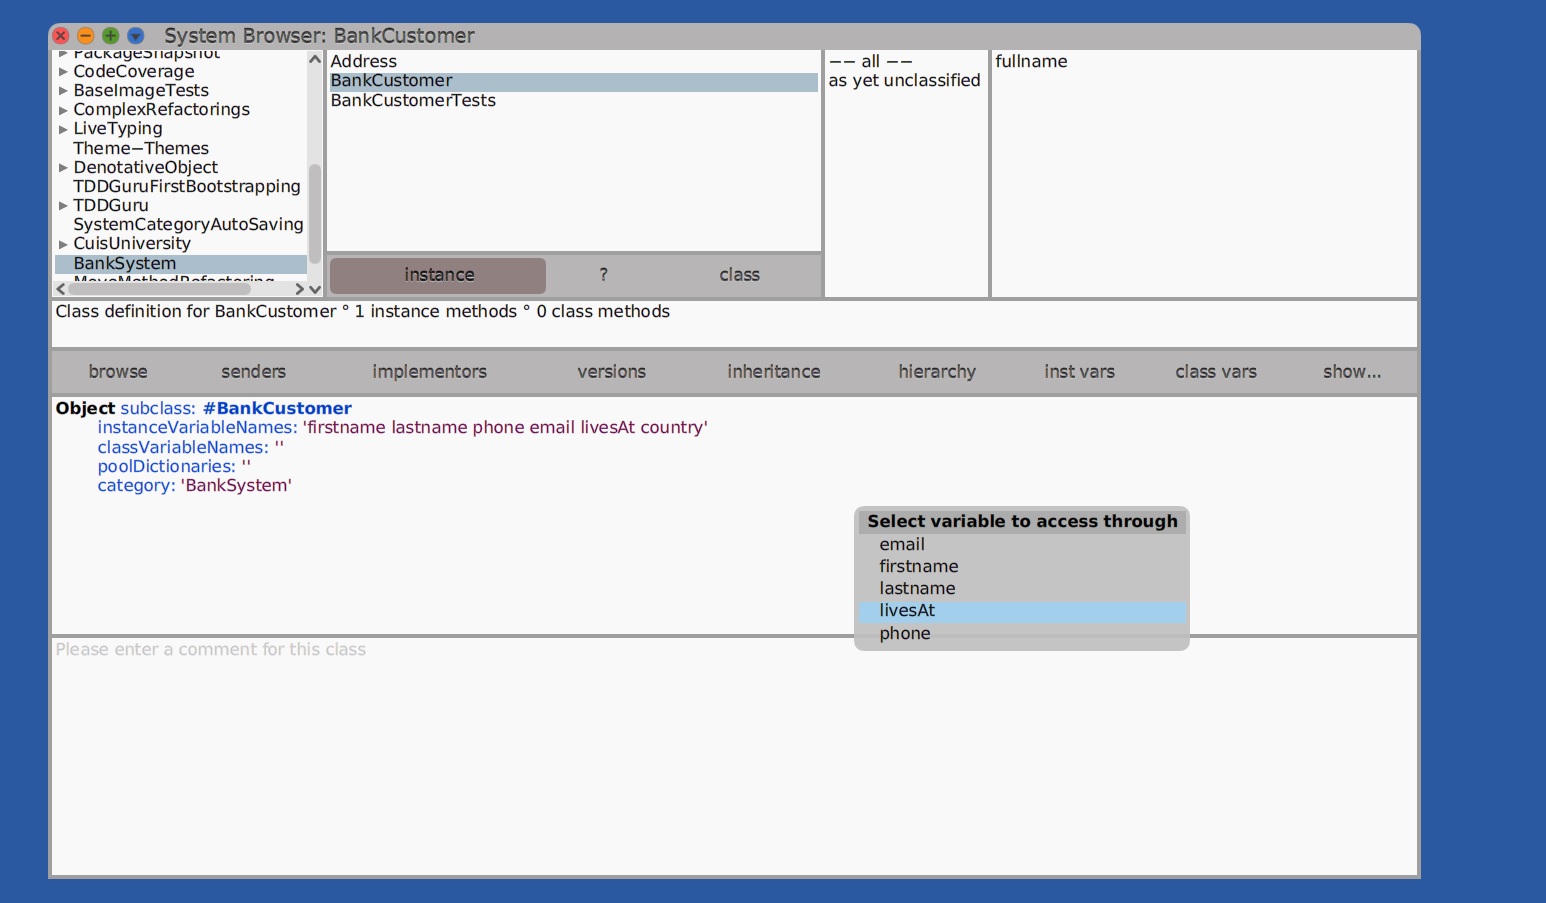 System Browser: BankCustomer
PackageSnapshot
CodeCoverage
BaseImageTests
ComplexRefactorings
LiveTyping
Theme−Themes
DenotativeObject
TDDGuruFirstBootstrapping
TDDGuru
SystemCategoryAutoSaving
CuisUniversity
BankSystem
MoveMethodRefactoring
Address
BankCustomer
BankCustomerTests
instance ? class
−− all −−
as yet unclassified
fullname
Class definition for BankCustomer ° 1 instance methods ° 0 class methods
browse senders implementors versions inheritance hierarchy inst vars class vars show...
Object subclass: #BankCustomer
instanceVariableNames: 'firstname lastname phone email livesAt country'
classVariableNames: ''
poolDictionaries: ''
category: 'BankSystem'
Select variable to access through
email
firstname
lastname
livesAt
phone
Please enter a comment for this class